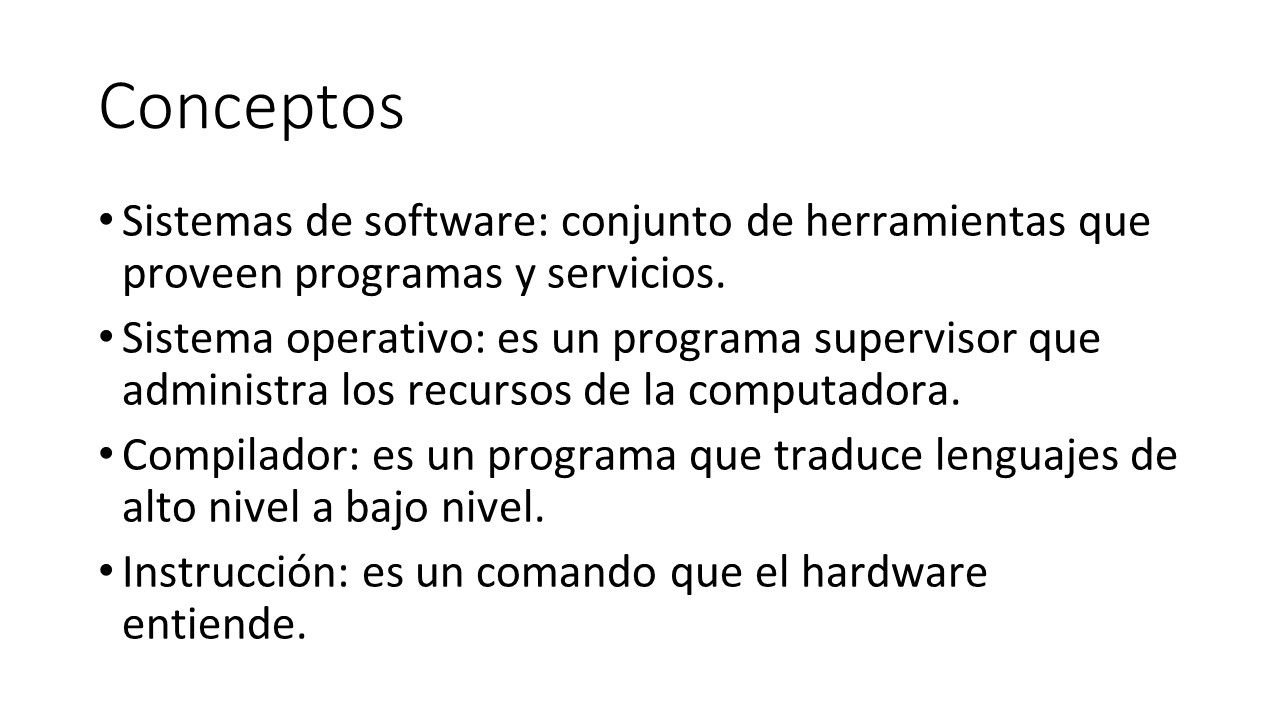 Conceptos
• Sistemas de software: conjunto de herramientas que
proveen programas y servicios.
• Sistema operativo: es un programa supervisor que
administra los recursos de la computadora.
• Compilador: es un programa que traduce lenguajes de
alto nivel a bajo nivel.
• Instrucción: es un comando que el hardware
entiende.